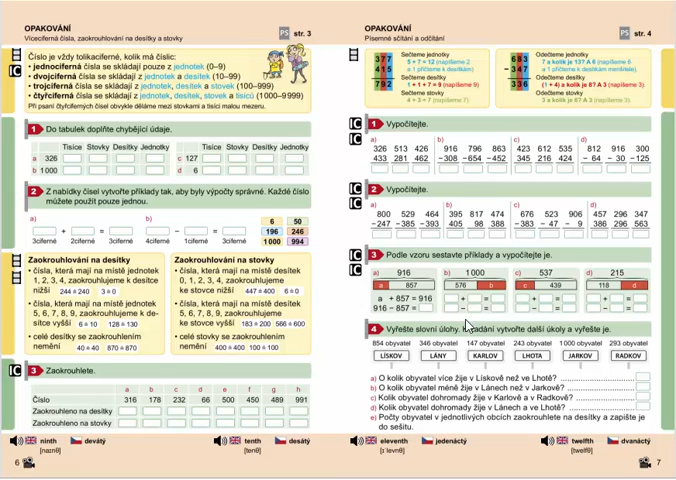 OPAKOVÁNÍ
Víceciferná čísla, zaokrouhlování na desítky a stovky
PS str. 3
Číslo je vždy tolikaciferné, kolik má číslic:
• jednociferná čísla se skládají pouze z jednotek (0–9)
• dvojciferná čísla se skládají z jednotek a desítek (10–99)
• trojciferná čísla se skládají z jednotek, desítek a stovek (100–999)
• čtyřciferná čísla se skládají z jednotek, desítek, stovek a tisíců (1000–9999)
Při psaní čtyřciferných čísel obvykle děláme mezi stovkami a tisíci malou mezeru.
1 Do tabulek doplňte chybějící údaje.
Tisíce Stovky Desítky Jednotky Tisíce Stovky Desítky Jednotky
a 326 c 127
b 1 000 d 6
2 Z nabídky čísel vytvořte příklady tak, aby byly výpočty správné. Každé číslo
můžete použít pouze jednou.
a) b)
6 50
+ = − =
196 246
3ciferné 2ciferné 3ciferné 4ciferné 1ciferné 3ciferné
1 000 994
Zaokrouhlování na desítky
• čísla, která mají na místě jednotek
1, 2, 3, 4, zaokrouhlujeme k desítce
nižší 244 ≐ 240 3 ≐ 0
• čísla, která mají na místě jednotek
5, 6, 7, 8, 9, zaokrouhlujeme k de-
sítce vyšší 6 ≐ 10 128 ≐ 130
• celé desítky se zaokrouhlením
nemění 40 ≐ 40 870 ≐ 870
Zaokrouhlování na stovky
• čísla, která mají na místě desítek
0, 1, 2, 3, 4, zaokrouhlujeme
ke stovce nižší 447 ≐ 400 6 ≐ 0
• čísla, která mají na místě desítek
5, 6, 7, 8, 9, zaokrouhlujeme
ke stovce vyšší 183 ≐ 200 566 ≐ 600
• celé stovky se zaokrouhlením
nemění 400 ≐ 400 100 ≐ 100
3 Zaokrouhlete.
a b c d e f g h
Číslo 316 178 232 66 500 450 489 991
Zaokrouhleno na desítky
Zaokrouhleno na stovky
ninth devátý tenth desátý
[naɪnθ] [tenθ]
6
OPAKOVÁNÍ
Písemné sčítání a odčítání
PS str. 4
377
415
792
Sečteme jednotky
5 + 7 = 12 (napíšeme 2
a 1 přičteme k desítkám)
Sečteme desítky
1 + 1 + 7 = 9 (napíšeme 9)
Sečteme stovky
4 + 3 = 7 (napíšeme 7)
683
− 347
336
Odečteme jednotky
7 a kolik je 13? A 6 (napíšeme 6
a 1 přičteme k desítkám menšitele)
Odečteme desítky
(1 + 4) a kolik je 8? A 3 (napíšeme 3)
Odečteme stovky
3 a kolik je 6? A 3 (napíšeme 3)
1 Vypočítejte.
a) b) c) d)
326 513 426 916 796 863 423 612 535 812 916 300
433 281 462 −308 −654 −452 345 216 424 − 64 − 30 −125
2 Vypočítejte.
a) b) c) d)
800 529 464 395 817 474 676 523 906 457 296 347
−247 −385 −393 405 98 388 −383 − 47 − 9 386 296 563
3 Podle vzoru sestavte příklady a vypočítejte je.
a) 916 b) 1 000 c) 537 d) 215
a 857 576 b c 439 118 d
a + 857 = 916 + = + = + =
916 − 857 = − = − = − =
4 Vyřešte slovní úlohy. K zadání vytvořte další úkoly a vyřešte je.
854 obyvatel 346 obyvatel 147 obyvatel 243 obyvatel 1 000 obyvatel 293 obyvatel
LÍSKOV LÁNY KARLOV LHOTA JARKOV RADKOV
a) O kolik obyvatel více žije v Lískově než ve Lhotě?
b) O kolik obyvatel méně žije v Lánech než v Jarkově?
c) Kolik obyvatel dohromady žije v Karlově a v Radkově?
d) Kolik obyvatel dohromady žije v Lánech a ve Lhotě?
e) Počty obyvatel v jednotlivých obcích zaokrouhlete na desítky a zapište je
do sešitu.
eleventh jedenáctý twelfth dvanáctý
[ɪˈlevnθ] [twelfθ]
7